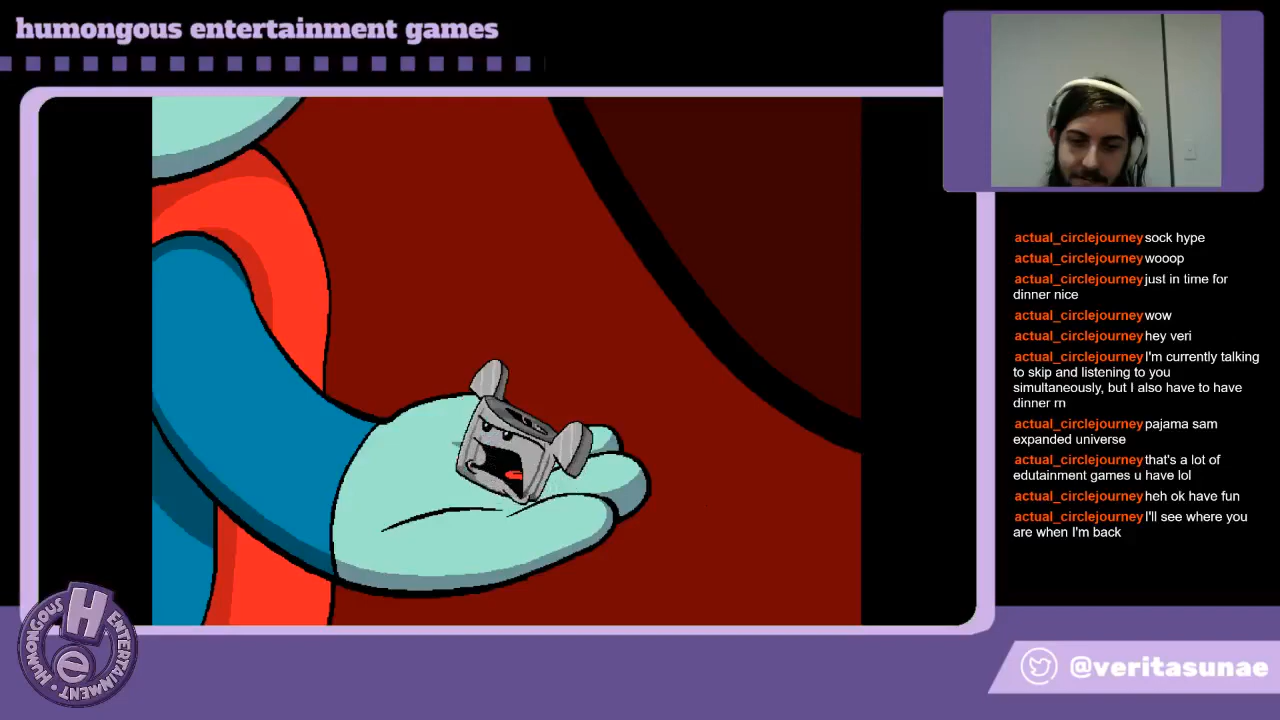 humongous entertainment games
actual_circlejourney sock hype
actual_circlejourney wooop
actual_circlejourney just in time for
dinner nice
actual_circlejourney wow
actual_circlejourney hey veri
actual_circlejourney I'm currently talking
to skip and listening to you
simultaneously, but I also have to have
dinner rn
actual_circlejourney pajama sam
expanded universe
actual_circlejourney that's a lot of
edutainment games u have lol
actual_circlejourney heh ok have fun
actual_circlejourney I'll see where you
are when I'm back
HUMONGOUS ENTERTAINMENT
H
e
@veritasunae